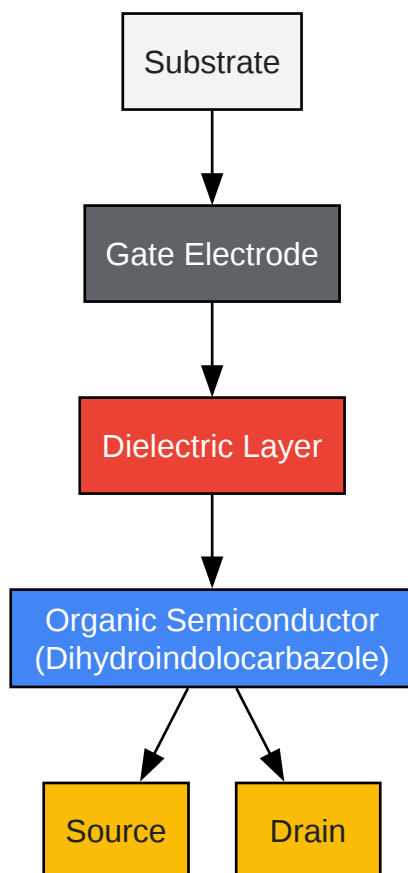 Substrate
Gate Electrode
Dielectric Layer
Organic Semiconductor
(Dihydroindolocarbazole)
Source
Drain